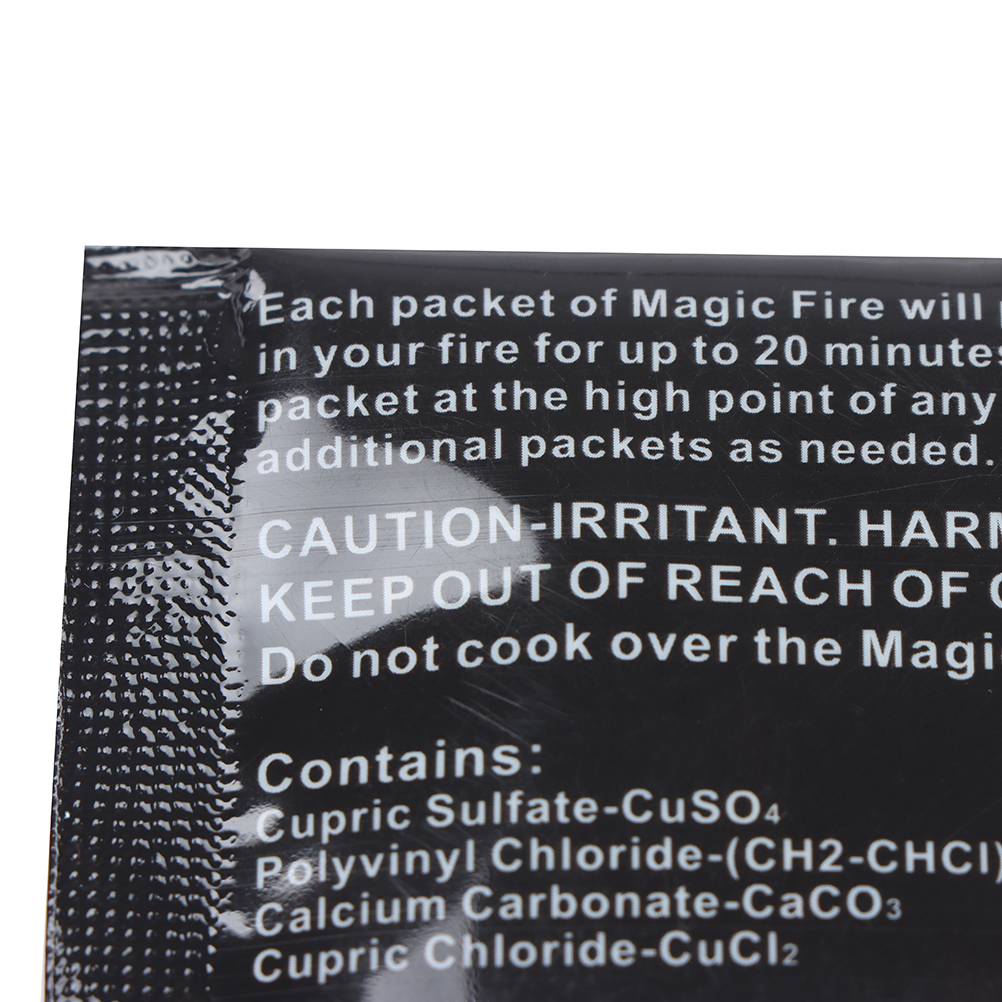 Each packet of Magic Fire will
in your fire for up to 20 minutes
packet at the high point of any
additional packets as needed.
CAUTION-IRRITANT. HARM
KEEP OUT OF REACH OF C
Do not cook over the Magic
Contains:
Cupric Sulfate-CuSO₄
Polyvinyl Chloride-(CH2-CHCl)
Calcium Carbonate-CaCO₃
Cupric Chloride-CuCl₂